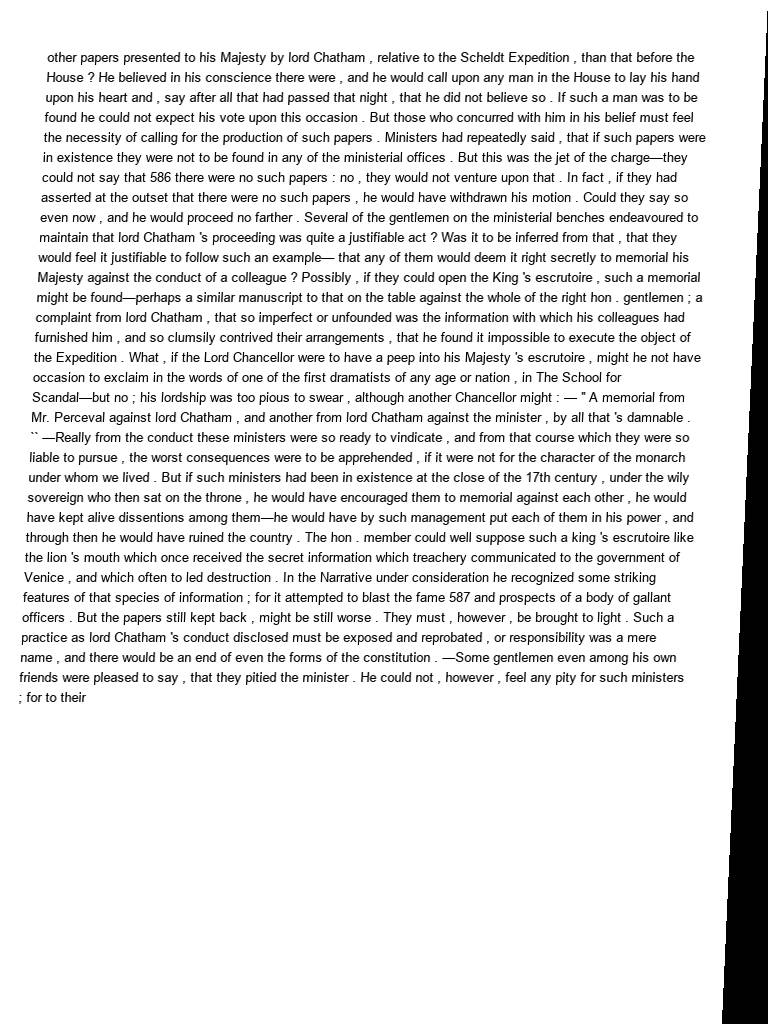 other papers presented to his Majesty by lord Chatham , relative to the Scheldt Expedition , than that before the
House ? He believed in his conscience there were , and he would call upon any man in the House to lay his hand
upon his heart and , say after all that had passed that night , that he did not believe so . If such a man was to be
found he could not expect his vote upon this occasion . But those who concurred with him in his belief must feel
the necessity of calling for the production of such papers . Ministers had repeatedly said , that if such papers were
in existence they were not to be found in any of the ministerial offices . But this was the jet of the charge—they
could not say that 586 there were no such papers : no , they would not venture upon that . In fact , if they had
asserted at the outset that there were no such papers , he would have withdrawn his motion . Could they say so
even now , and he would proceed no farther . Several of the gentlemen on the ministerial benches endeavoured to
maintain that lord Chatham 's proceeding was quite a justifiable act ? Was it to be inferred from that , that they
would feel it justifiable to follow such an example— that any of them would deem it right secretly to memorial his
Majesty against the conduct of a colleague ? Possibly , if they could open the King 's escrutoire , such a memorial
might be found—perhaps a similar manuscript to that on the table against the whole of the right hon . gentlemen ; a
complaint from lord Chatham , that so imperfect or unfounded was the information with which his colleagues had
furnished him , and so clumsily contrived their arrangements , that he found it impossible to execute the object of
the Expedition . What , if the Lord Chancellor were to have a peep into his Majesty 's escrutoire , might he not have
occasion to exclaim in the words of one of the first dramatists of any age or nation , in The School for
Scandal—but no ; his lordship was too pious to swear , although another Chancellor might : — " A memorial from
Mr. Perceval against lord Chatham , and another from lord Chatham against the minister , by all that 's damnable .
`` —Really from the conduct these ministers were so ready to vindicate , and from that course which they were so
liable to pursue , the worst consequences were to be apprehended , if it were not for the character of the monarch
under whom we lived . But if such ministers had been in existence at the close of the 17th century , under the wily
sovereign who then sat on the throne , he would have encouraged them to memorial against each other , he would
have kept alive dissentions among them—he would have by such management put each of them in his power , and
through then he would have ruined the country . The hon . member could well suppose such a king 's escrutoire like
the lion 's mouth which once received the secret information which treachery communicated to the government of
Venice , and which often to led destruction . In the Narrative under consideration he recognized some striking
features of that species of information ; for it attempted to blast the fame 587 and prospects of a body of gallant
officers . But the papers still kept back , might be still worse . They must , however , be brought to light . Such a
practice as lord Chatham 's conduct disclosed must be exposed and reprobated , or responsibility was a mere
name , and there would be an end of even the forms of the constitution . —Some gentlemen even among his own
friends were pleased to say , that they pitied the minister . He could not , however , feel any pity for such ministers
; for to their